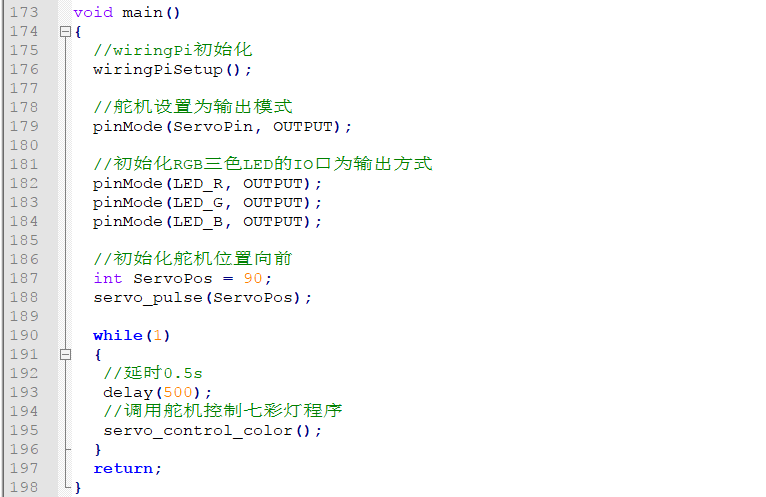 173 void main()
174 {
175 //wiringPi初始化
176 wiringPiSetup();
177
178 //舵机设置为输出模式
179 pinMode(ServoPin, OUTPUT);
180
181 //初始化RGB三色LED的IO口为输出方式
182 pinMode(LED_R, OUTPUT);
183 pinMode(LED_G, OUTPUT);
184 pinMode(LED_B, OUTPUT);
185
186 //初始化舵机位置向前
187 int ServoPos = 90;
188 servo_pulse(ServoPos);
189
190 while(1)
191 {
192 //延时0.5s
193 delay(500);
194 //调用舵机控制七彩灯程序
195 servo_control_color();
196 }
197 return;
198 }